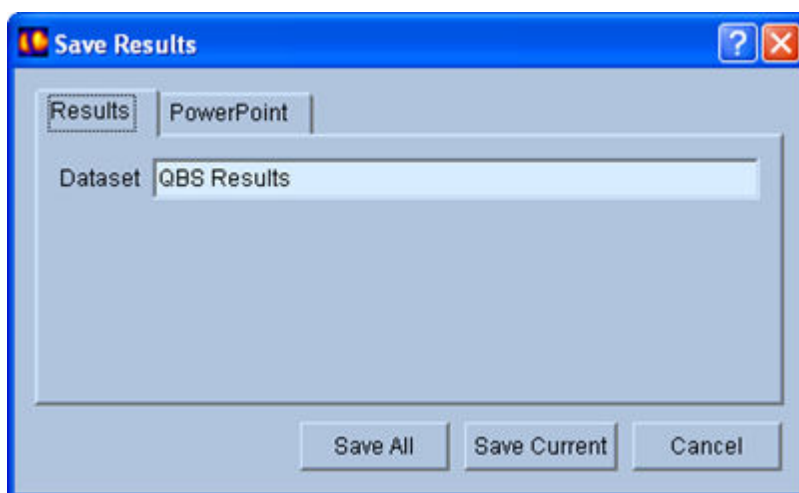 Save Results
Results PowerPoint
Dataset QBS Results
Save All Save Current Cancel